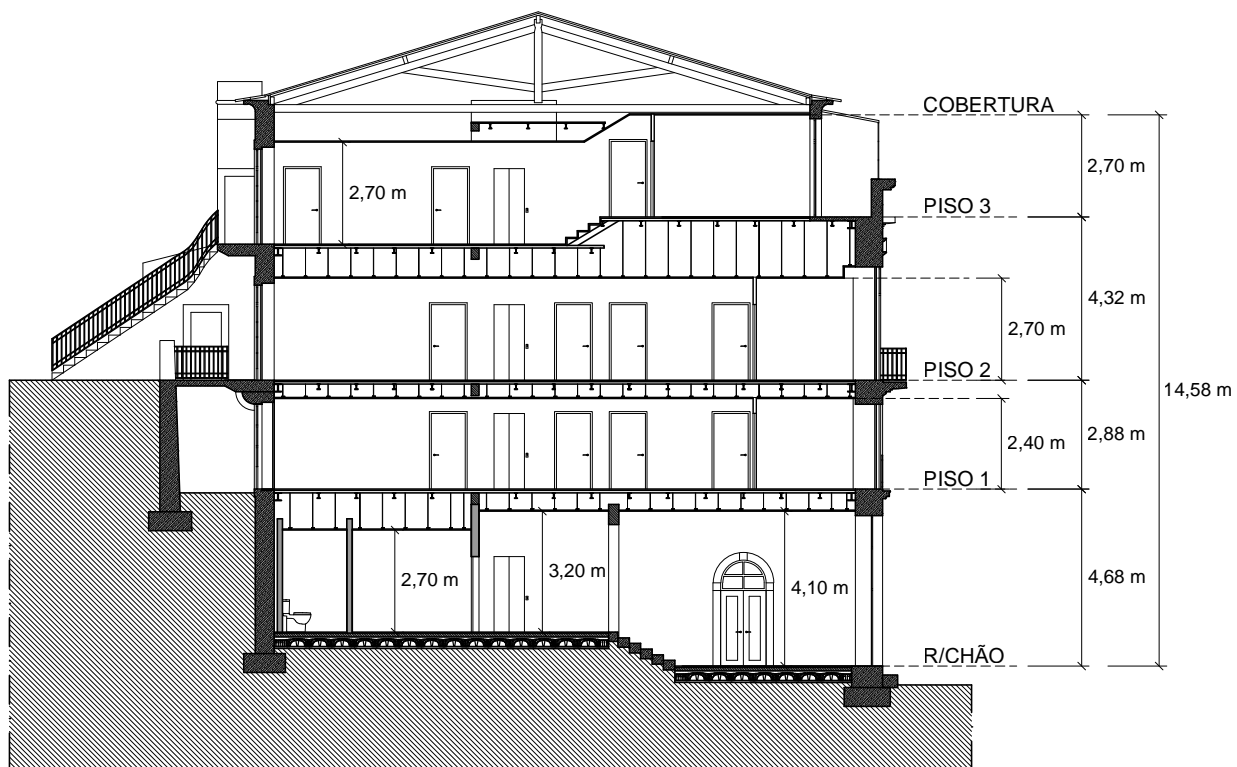 COBERTURA
2,70 m
2,70 m
PISO 3
4,32 m
2,70 m
PISO 2
14,58 m
2,40 m
2,88 m
PISO 1
2,70 m
3,20 m
4,10 m
4,68 m
R/CHÃO